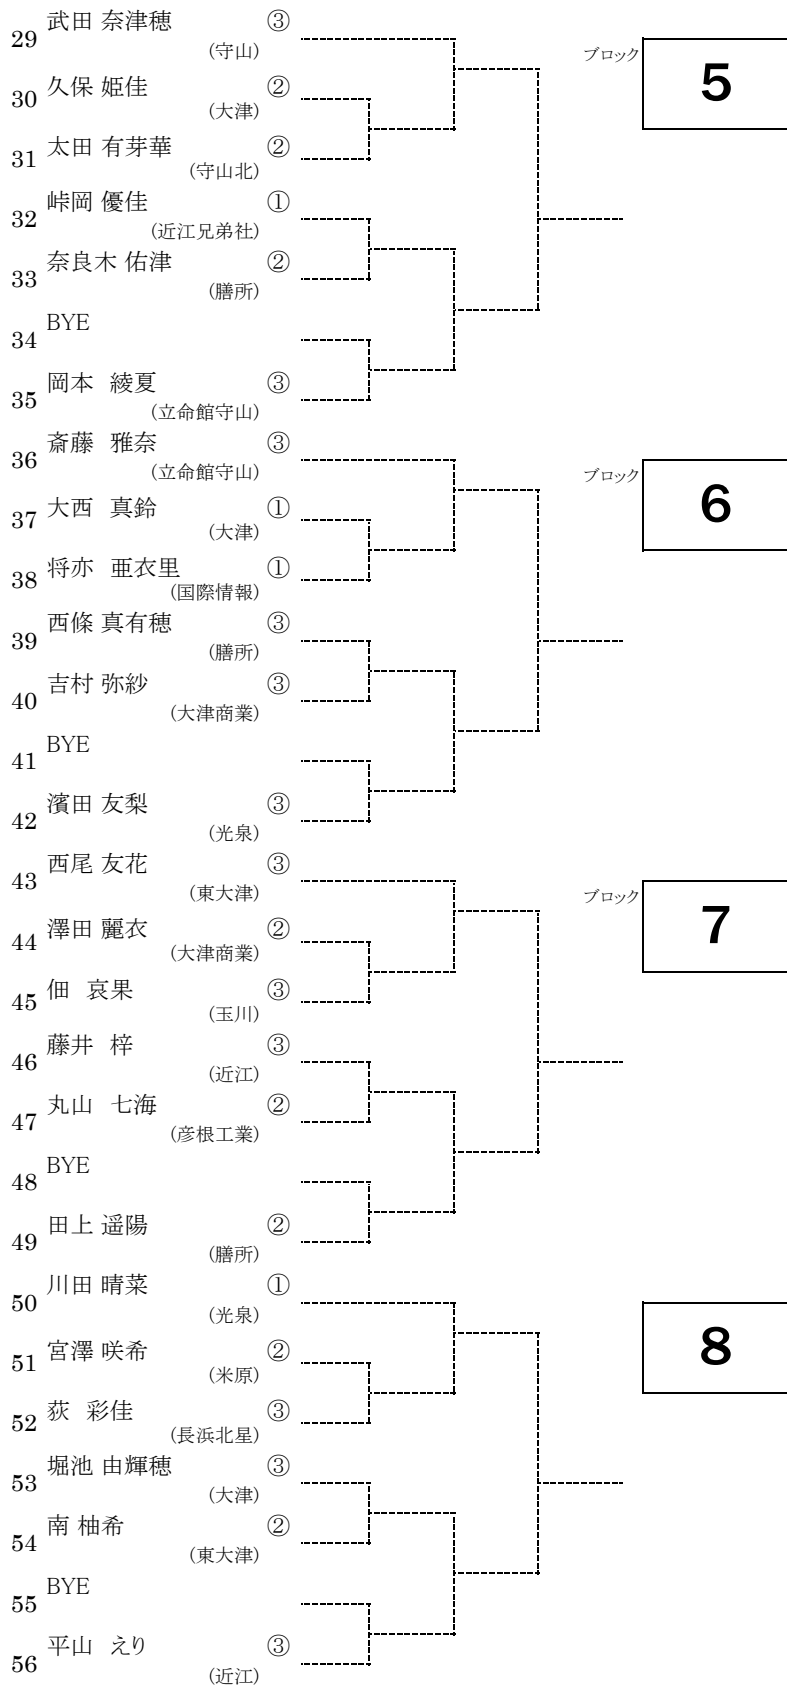 29 武田 奈津穂 ③
(守山)
ブロック 5
30 久保 姫佳 ②
(大津)
31 太田 有芽華 ②
(守山北)
32 峠岡 優佳 ①
(近江兄弟社)
33 奈良木 佑津 ②
(膳所)
34 BYE
35 岡本 綾夏 ③
(立命館守山)
36 斎藤 雅奈 ③
(立命館守山)
ブロック 6
37 大西 真鈴 ①
(大津)
38 将亦 亜衣里 ①
(国際情報)
39 西條 真有穂 ③
(膳所)
40 吉村 弥紗 ③
(大津商業)
41 BYE
42 濱田 友梨 ③
(光泉)
43 西尾 友花 ③
(東大津)
ブロック 7
44 澤田 麗衣 ②
(大津商業)
45 佃 哀果 ③
(玉川)
46 藤井 梓 ③
(近江)
47 丸山 七海 ②
(彦根工業)
48 BYE
49 田上 遥陽 ②
(膳所)
50 川田 晴菜 ①
(光泉)
8
51 宮澤 咲希 ②
(米原)
52 荻 彩佳 ③
(長浜北星)
53 堀池 由輝穂 ③
(大津)
54 南 柚希 ②
(東大津)
55 BYE
56 平山 えり ③
(近江)